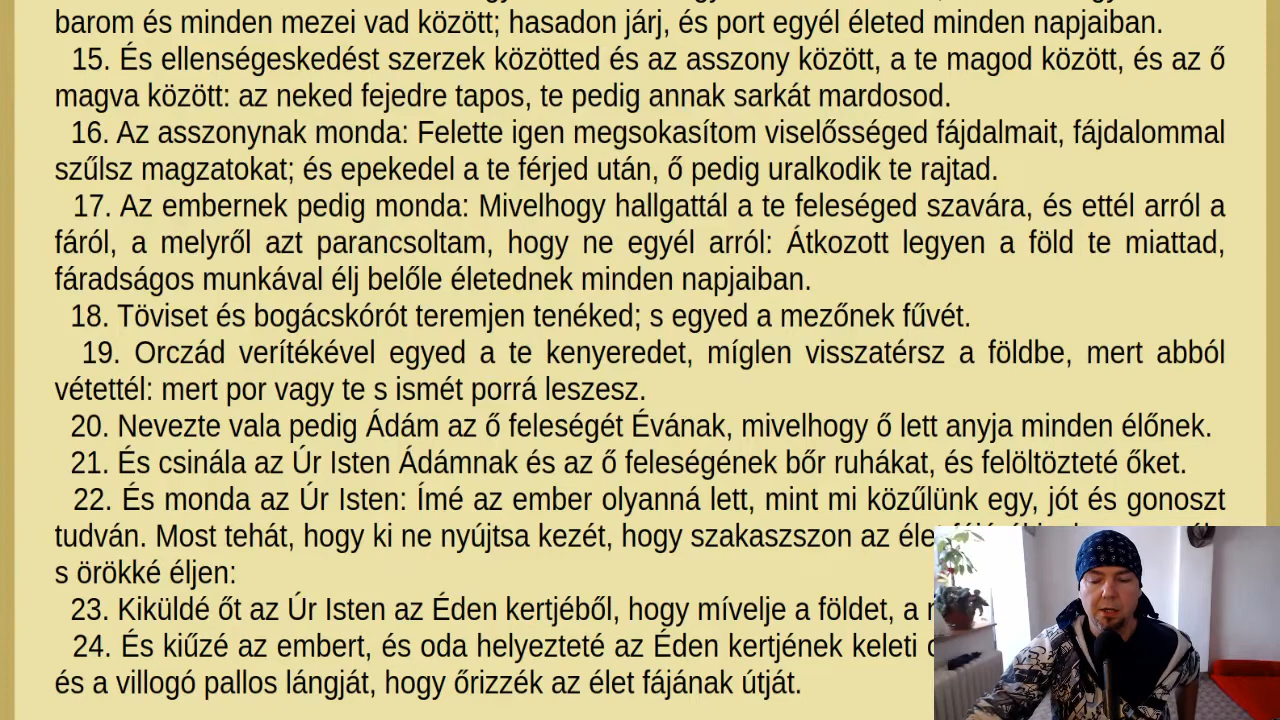 barom és minden mezei vad között; hasadon járj, és port egyél életed minden napjaiban.
15. És ellenségeskedést szerzek közötted és az asszony között, a te magod között, és az ő
magva között: az neked fejedre tapos, te pedig annak sarkát mardosod.
16. Az asszonynak monda: Felette igen megsokasítom viselősséged fájdalmait, fájdalommal
szűlsz magzatokat; és epekedel a te férjed után, ő pedig uralkodik te rajtad.
17. Az embernek pedig monda: Mivelhogy hallgattál a te feleséged szavára, és ettél arról a
fáról, a melyről azt parancsoltam, hogy ne egyél arról: Átkozott legyen a föld te miattad,
fáradságos munkával élj belőle életednek minden napjaiban.
18. Töviset és bogácskórót teremjen tenéked; s egyed a mezőnek fűvét.
19. Orczád verítékével egyed a te kenyeredet, míglen visszatérsz a földbe, mert abból
vétettél: mert por vagy te s ismét porrá leszesz.
20. Nevezte vala pedig Ádám az ő feleségét Évának, mivelhogy ő lett anyja minden élőnek.
21. És csinála az Úr Isten Ádámnak és az ő feleségének bőr ruhákat, és felöltözteté őket.
22. És monda az Úr Isten: Ímé az ember olyanná lett, mint mi közűlünk egy, jót és gonoszt
tudván. Most tehát, hogy ki ne nyújtsa kezét, hogy szakaszszon az
s örökké éljen:
23. Kiküldé őt az Úr Isten az Éden kertjéből, hogy mívelje a földet, a
24. És kiűzé az embert, és oda helyezteté az Éden kertjének keleti
és a villogó pallos lángját, hogy őrizzék az élet fájának útját.